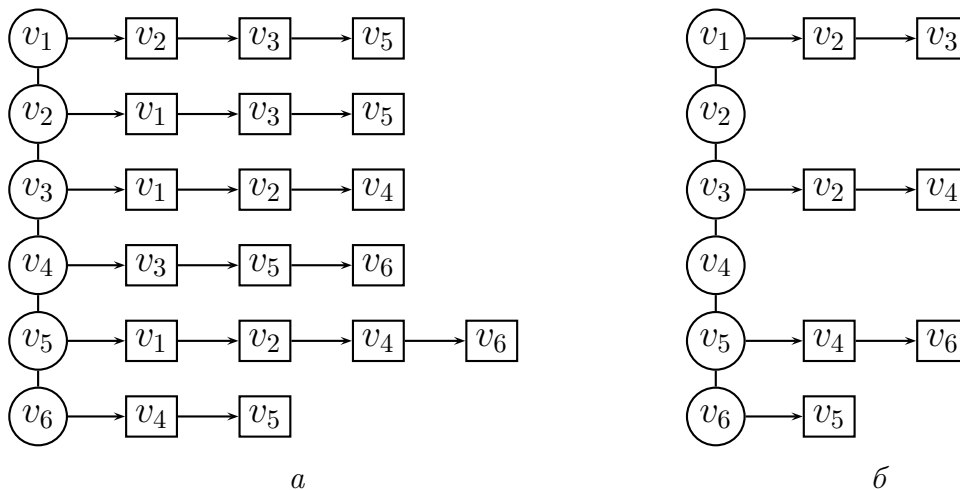 v1 v2 v3 v5 v1 v2 v3
v2 v1 v3 v5 v2
v3 v1 v2 v4 v3 v2 v4
v4 v3 v5 v6 v4
v5 v1 v2 v4 v6 v5 v4 v6
v6 v4 v5 v6 v5
а б